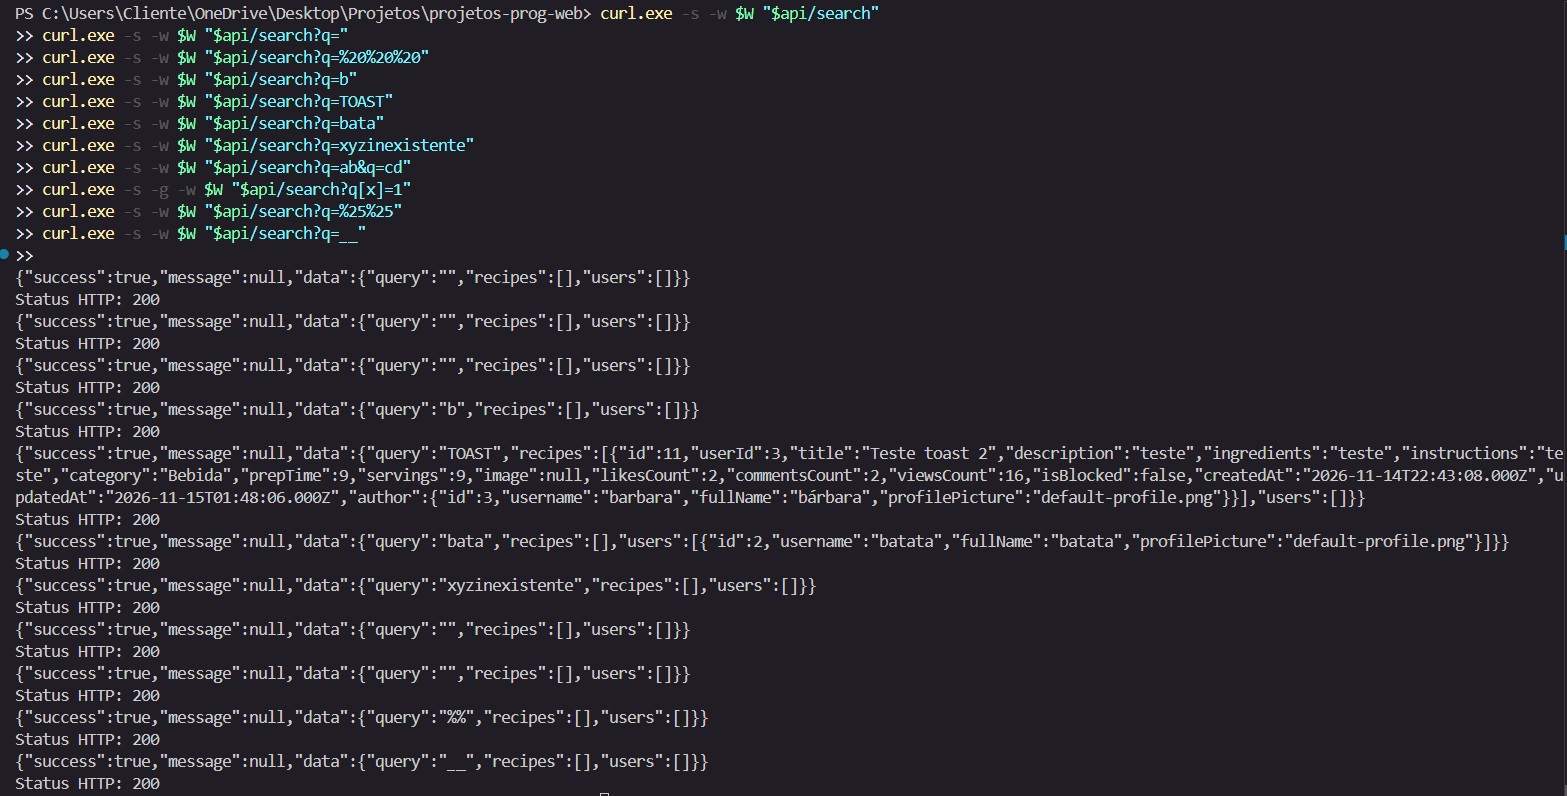 PS C:\Users\Cliente\OneDrive\Desktop\Projetos\projetos-prog-web> curl.exe -s -w $W "$api/search"
>> curl.exe -s -w $W "$api/search?q="
>> curl.exe -s -w $W "$api/search?q=%20%20%20"
>> curl.exe -s -w $W "$api/search?q=b"
>> curl.exe -s -w $W "$api/search?q=TOAST"
>> curl.exe -s -w $W "$api/search?q=bata"
>> curl.exe -s -w $W "$api/search?q=xyzinexistente"
>> curl.exe -s -w $W "$api/search?q=ab&q=cd"
>> curl.exe -s -g -w $W "$api/search?q[x]=1"
>> curl.exe -s -w $W "$api/search?q=%25%25"
>> curl.exe -s -w $W "$api/search?q=__"
>>
{"success":true,"message":null,"data":{"query":"","recipes":[],"users":[]}}
Status HTTP: 200
{"success":true,"message":null,"data":{"query":"","recipes":[],"users":[]}}
Status HTTP: 200
{"success":true,"message":null,"data":{"query":"","recipes":[],"users":[]}}
Status HTTP: 200
{"success":true,"message":null,"data":{"query":"b","recipes":[],"users":[]}}
Status HTTP: 200
{"success":true,"message":null,"data":{"query":"TOAST","recipes":[{"id":11,"userId":3,"title":"Teste toast 2","description":"teste","ingredients":"teste","instructions":"te
ste","category":"Bebida","prepTime":9,"servings":9,"image":null,"likesCount":2,"commentsCount":2,"viewsCount":16,"isBlocked":false,"createdAt":"2026-11-14T22:43:08.000Z","u
pdatedAt":"2026-11-15T01:48:06.000Z","author":{"id":3,"username":"barbara","fullName":"bárbara","profilePicture":"default-profile.png"}}],"users":[]}}
Status HTTP: 200
{"success":true,"message":null,"data":{"query":"bata","recipes":[],"users":[{"id":2,"username":"batata","fullName":"batata","profilePicture":"default-profile.png"}]}}
Status HTTP: 200
{"success":true,"message":null,"data":{"query":"xyzinexistente","recipes":[],"users":[]}}
Status HTTP: 200
{"success":true,"message":null,"data":{"query":"","recipes":[],"users":[]}}
Status HTTP: 200
{"success":true,"message":null,"data":{"query":"","recipes":[],"users":[]}}
Status HTTP: 200
{"success":true,"message":null,"data":{"query":"%%","recipes":[],"users":[]}}
Status HTTP: 200
{"success":true,"message":null,"data":{"query":"__","recipes":[],"users":[]}}
Status HTTP: 200